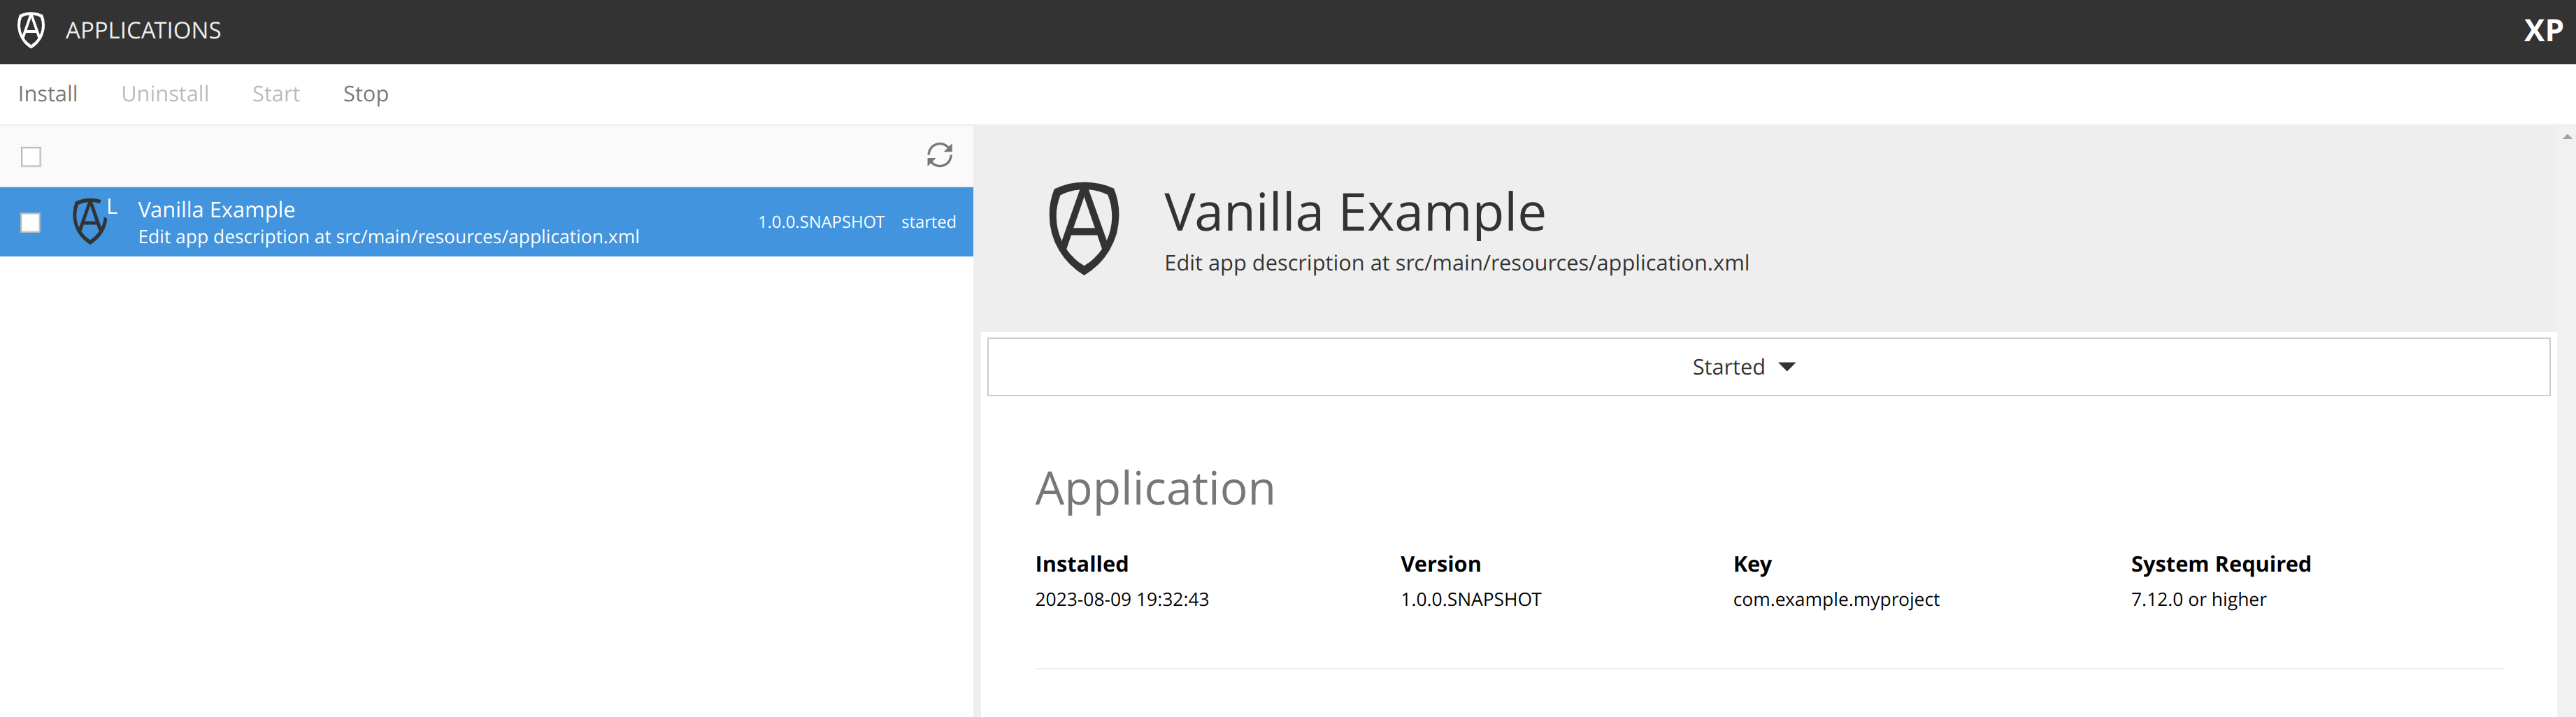 APPLICATIONS
XP
Install Uninstall Start Stop
L
Vanilla Example
Edit app description at src/main/resources/application.xml
1.0.0.SNAPSHOT started
Vanilla Example
Edit app description at src/main/resources/application.xml
Started
Application
Installed Version Key System Required
2023-08-09 19:32:43 1.0.0.SNAPSHOT com.example.myproject 7.12.0 or higher